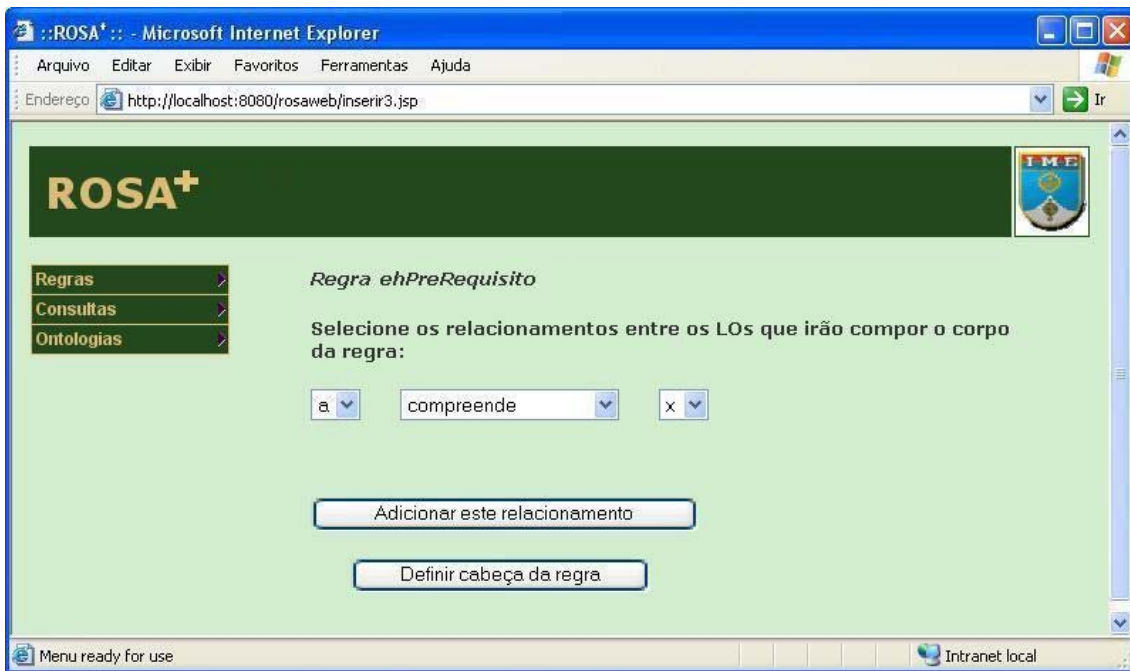 ::ROSA⁺:: - Microsoft Internet Explorer
Arquivo Editar Exibir Favoritos Ferramentas Ajuda
Endereço http://localhost:8080/rosaweb/inserir3.jsp Ir
ROSA⁺
IME
Regras
Consultas
Ontologias
Regra ehPreRequisito
Selecione os relacionamentos entre os LOs que irão compor o corpo
da regra:
a compreende x
Adicionar este relacionamento
Definir cabeça da regra
Menu ready for use Intranet local